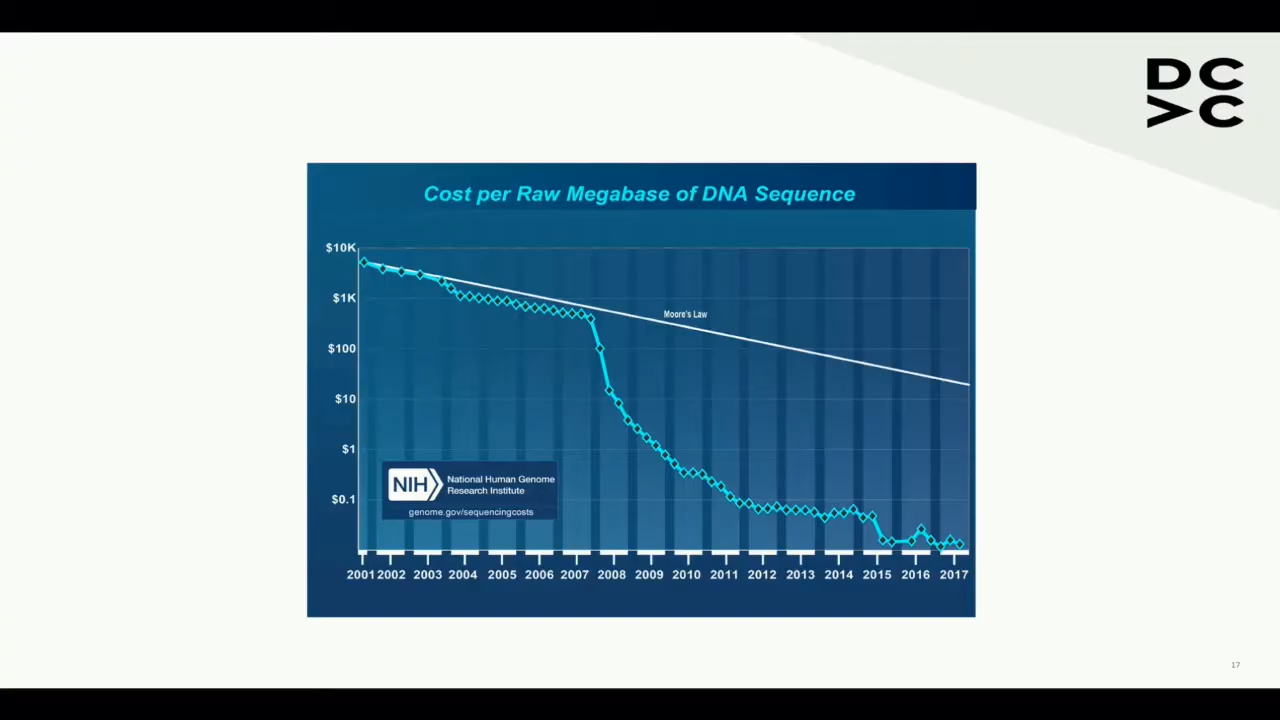 DC
VC
Cost per Raw Megabase of DNA Sequence
$10K
$1K
$100
$10
$1
$0.1
Moore's Law
NIH
National Human Genome
Research Institute
genome.gov/sequencingcosts
2001 2002 2003 2004 2005 2006 2007 2008 2009 2010 2011 2012 2013 2014 2015 2016 2017
17